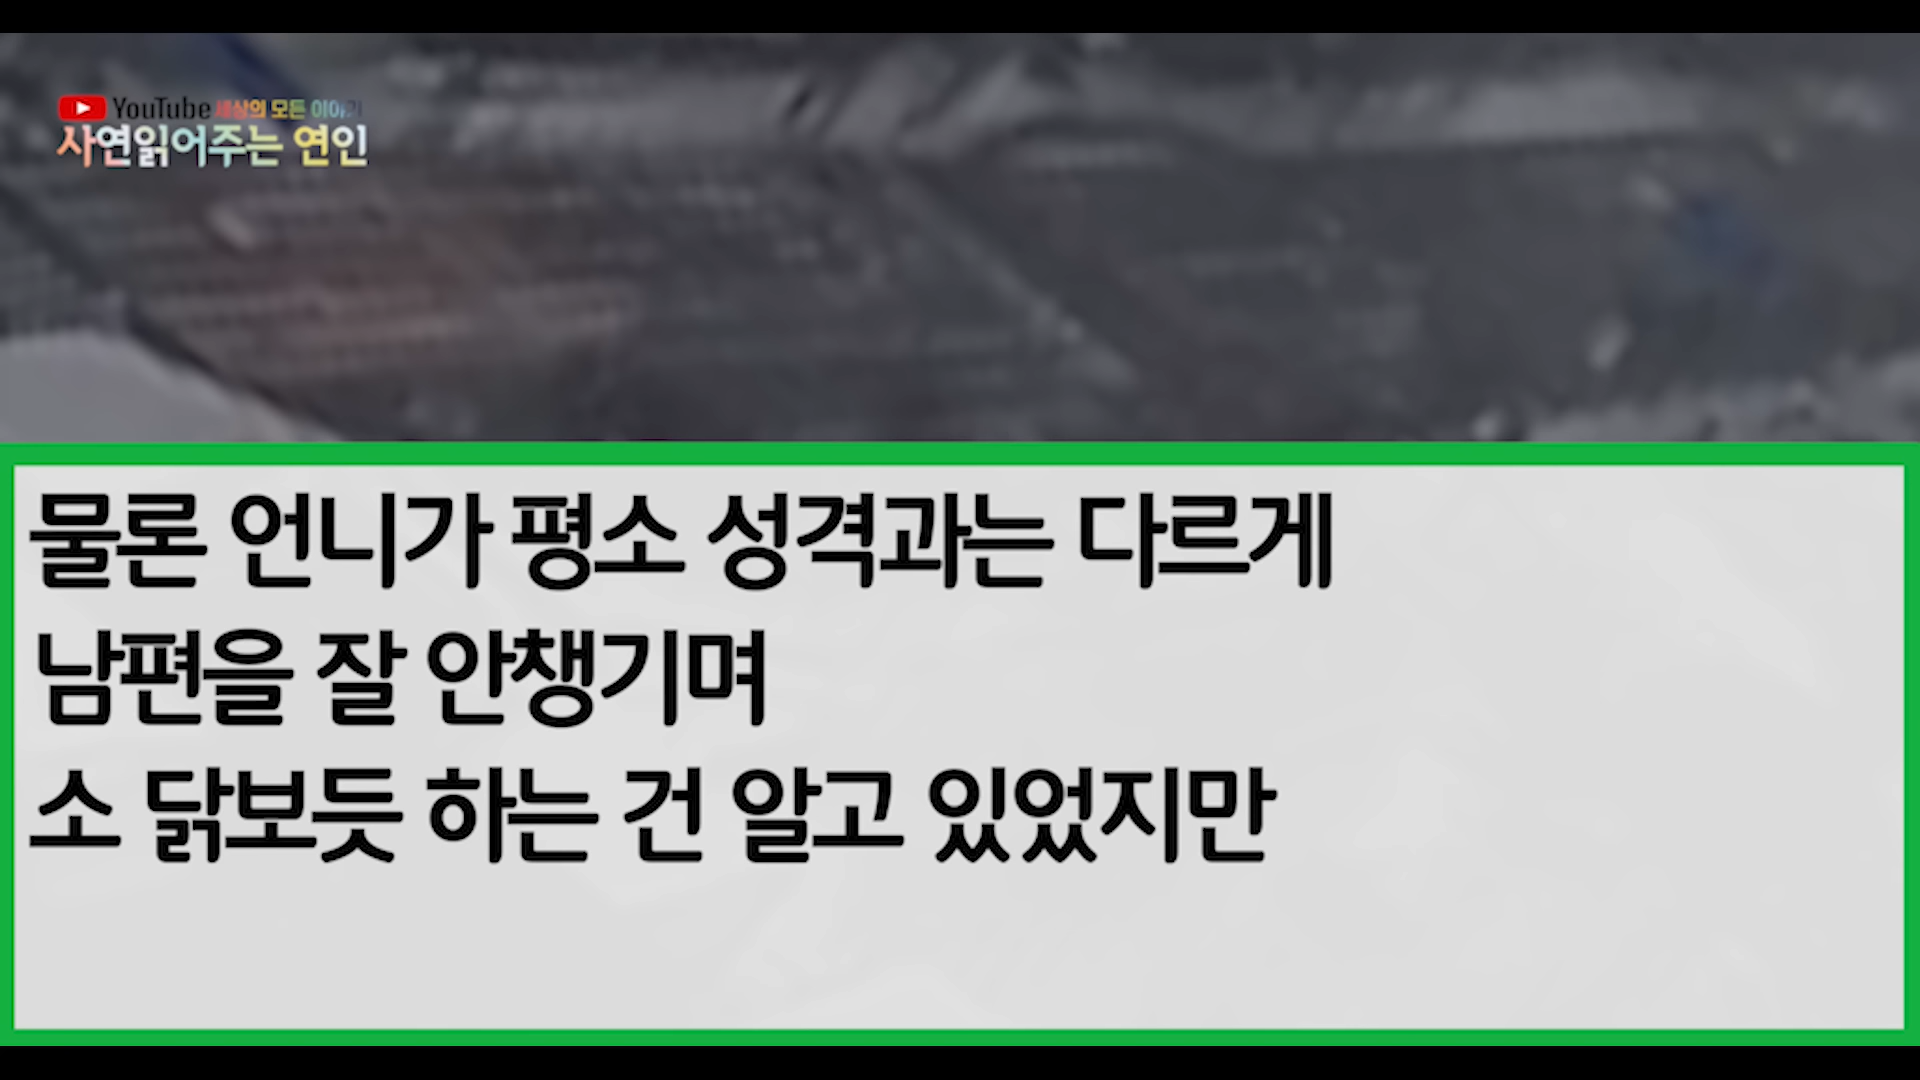 YouTube 세상의 모든 이야기
사연읽어주는 연인
물론 언니가 평소 성격과는 다르게
남편을 잘 안챙기며
소 닭보듯 하는 건 알고 있었지만